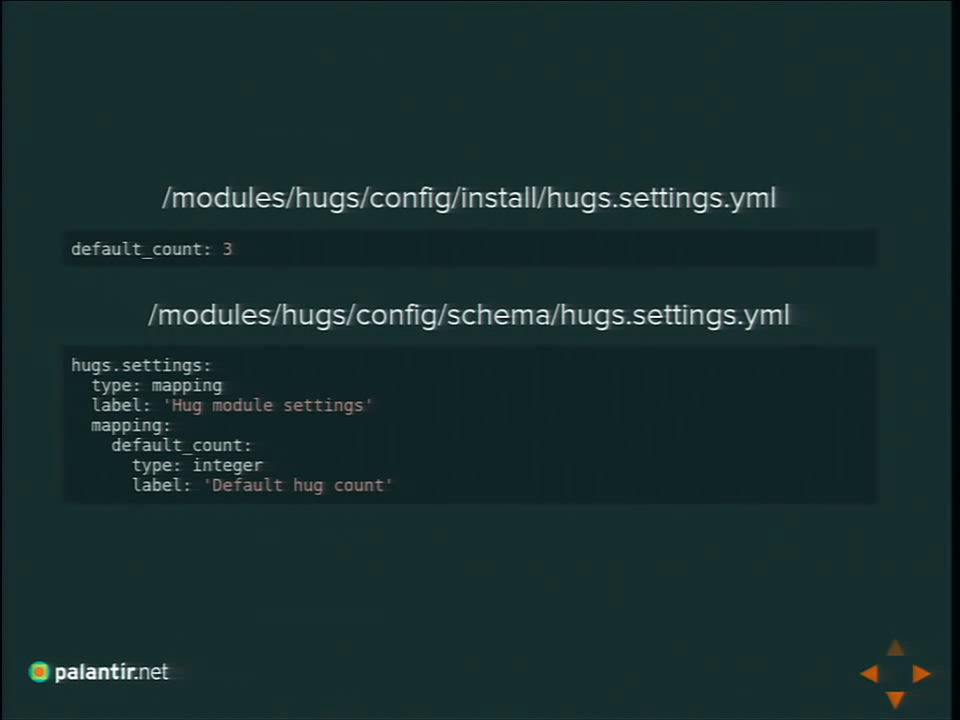 /modules/hugs/config/install/hugs.settings.yml
default_count: 3
/modules/hugs/config/schema/hugs.settings.yml
hugs.settings:
  type: mapping
  label: 'Hug module settings'
  mapping:
    default_count:
      type: integer
      label: 'Default hug count'
palantir.net